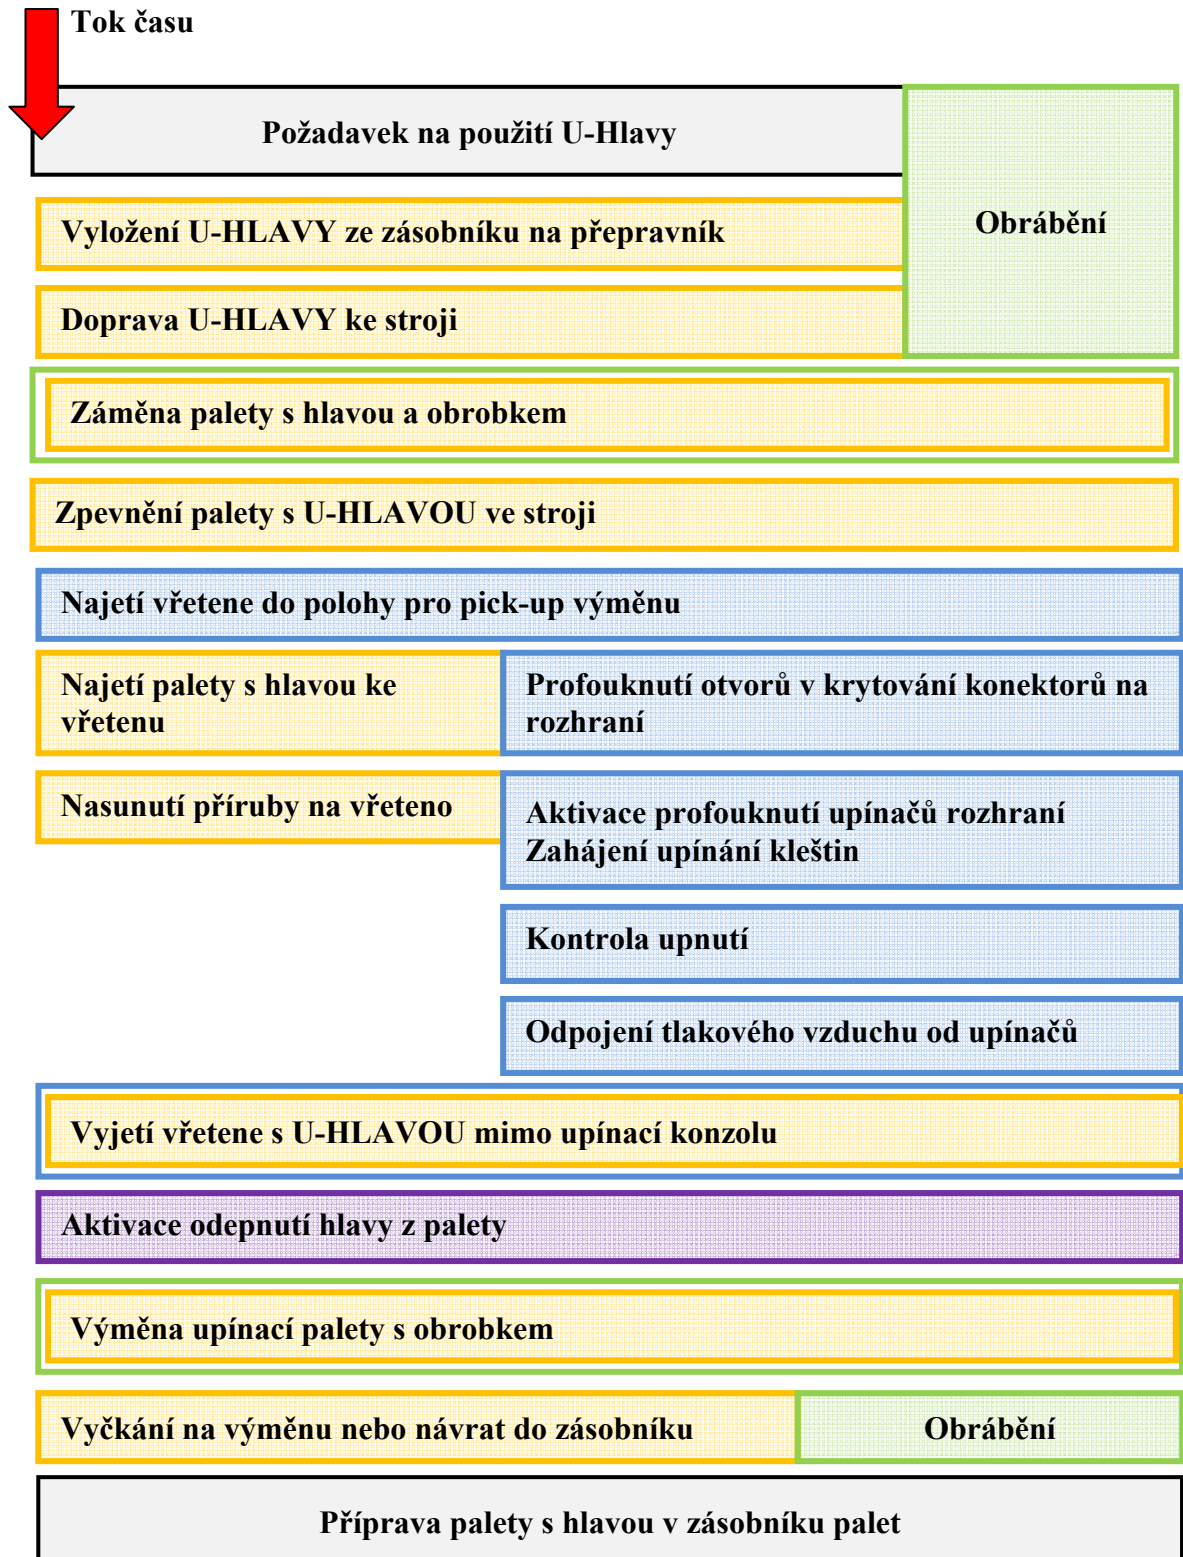 Tok času
Požadavek na použití U-Hlavy
Obrábění
Vyložení U-HLAVY ze zásobníku na přepravník
Doprava U-HLAVY ke stroji
Záměna palety s hlavou a obrobkem
Zpevnění palety s U-HLAVOU ve stroji
Najetí vřetene do polohy pro pick-up výměnu
Najetí palety s hlavou ke
vřetenu
Profouknutí otvorů v krytování konektorů na
rozhraní
Nasunutí příruby na vřeteno
Aktivace profouknutí upínačů rozhraní
Zahájení upínání kleštin
Kontrola upnutí
Odpojení tlakového vzduchu od upínačů
Vyjetí vřetene s U-HLAVOU mimo upínací konzolu
Aktivace odepnutí hlavy z palety
Výměna upínací palety s obrobkem
Vyčkání na výměnu nebo návrat do zásobníku
Obrábění
Příprava palety s hlavou v zásobníku palet